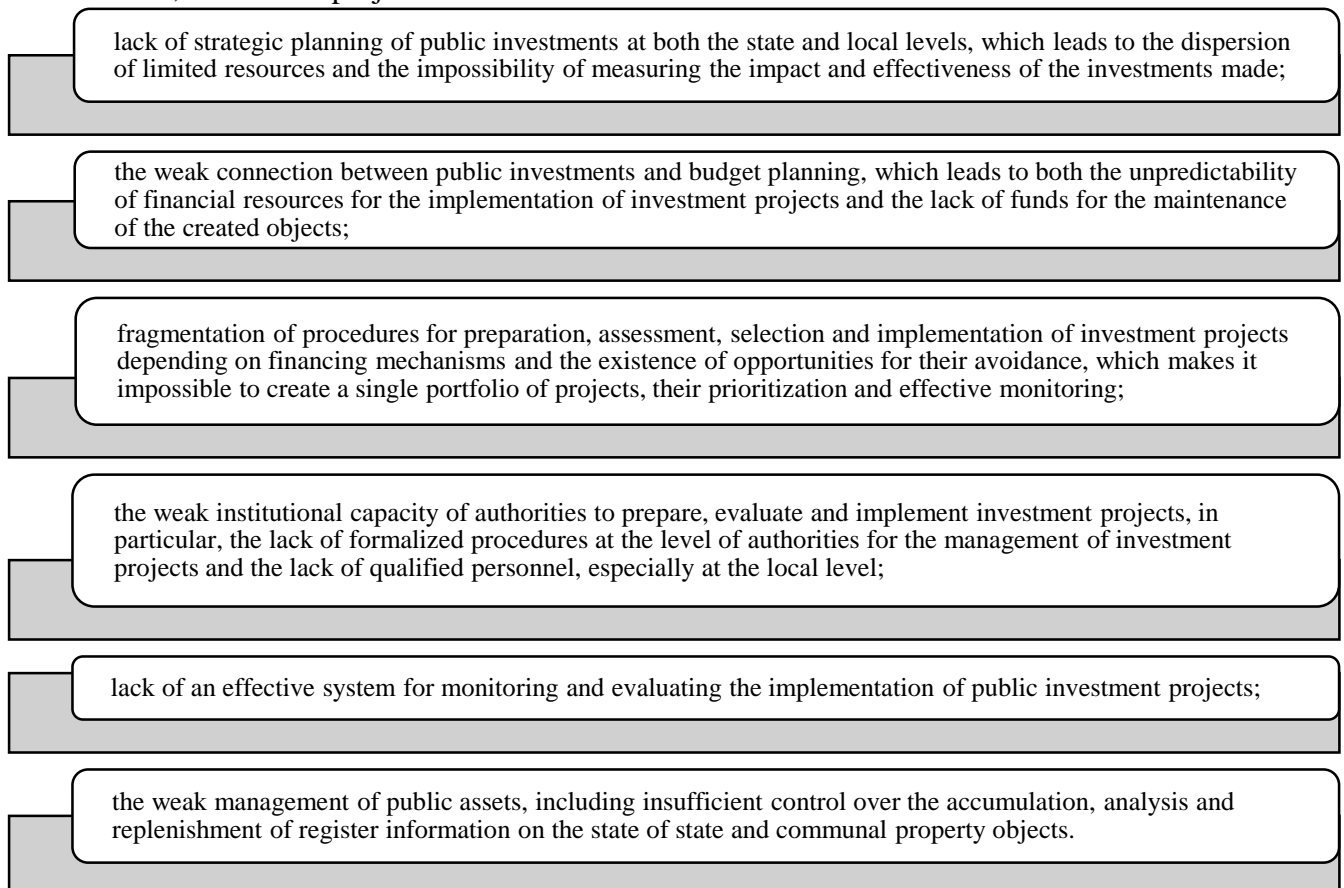 lack of strategic planning of public investments at both the state and local levels, which leads to the dispersion
of limited resources and the impossibility of measuring the impact and effectiveness of the investments made;
the weak connection between public investments and budget planning, which leads to both the unpredictability
of financial resources for the implementation of investment projects and the lack of funds for the maintenance
of the created objects;
fragmentation of procedures for preparation, assessment, selection and implementation of investment projects
depending on financing mechanisms and the existence of opportunities for their avoidance, which makes it
impossible to create a single portfolio of projects, their prioritization and effective monitoring;
the weak institutional capacity of authorities to prepare, evaluate and implement investment projects, in
particular, the lack of formalized procedures at the level of authorities for the management of investment
projects and the lack of qualified personnel, especially at the local level;
lack of an effective system for monitoring and evaluating the implementation of public investment projects;
the weak management of public assets, including insufficient control over the accumulation, analysis and
replenishment of register information on the state of state and communal property objects.